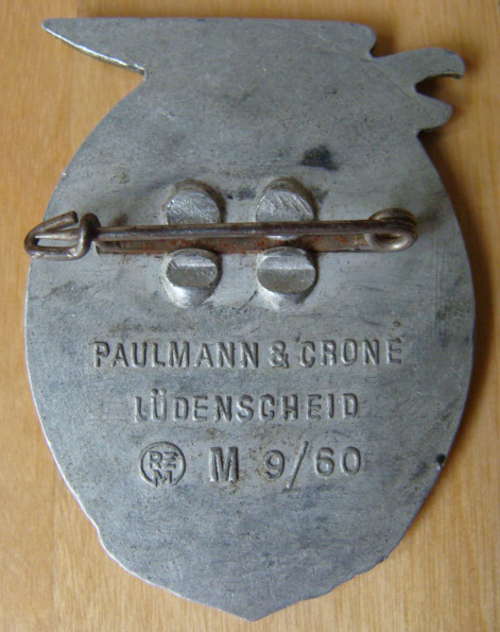 PAULMANN & CRONE
LÜDENSCHEID
RZM M 9/60